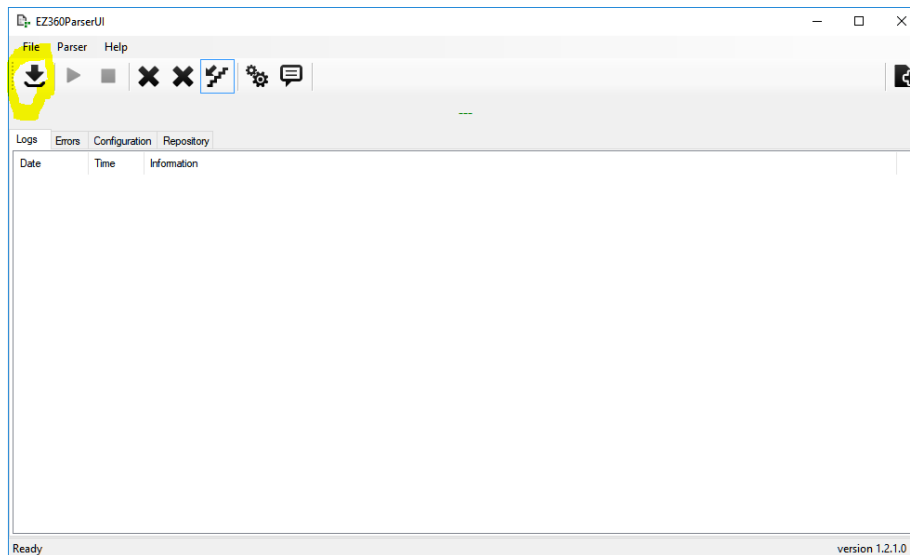 EZ360ParserUI
File Parser Help
---
Logs Errors Configuration Repository
Date Time Information
Ready version 1.2.1.0